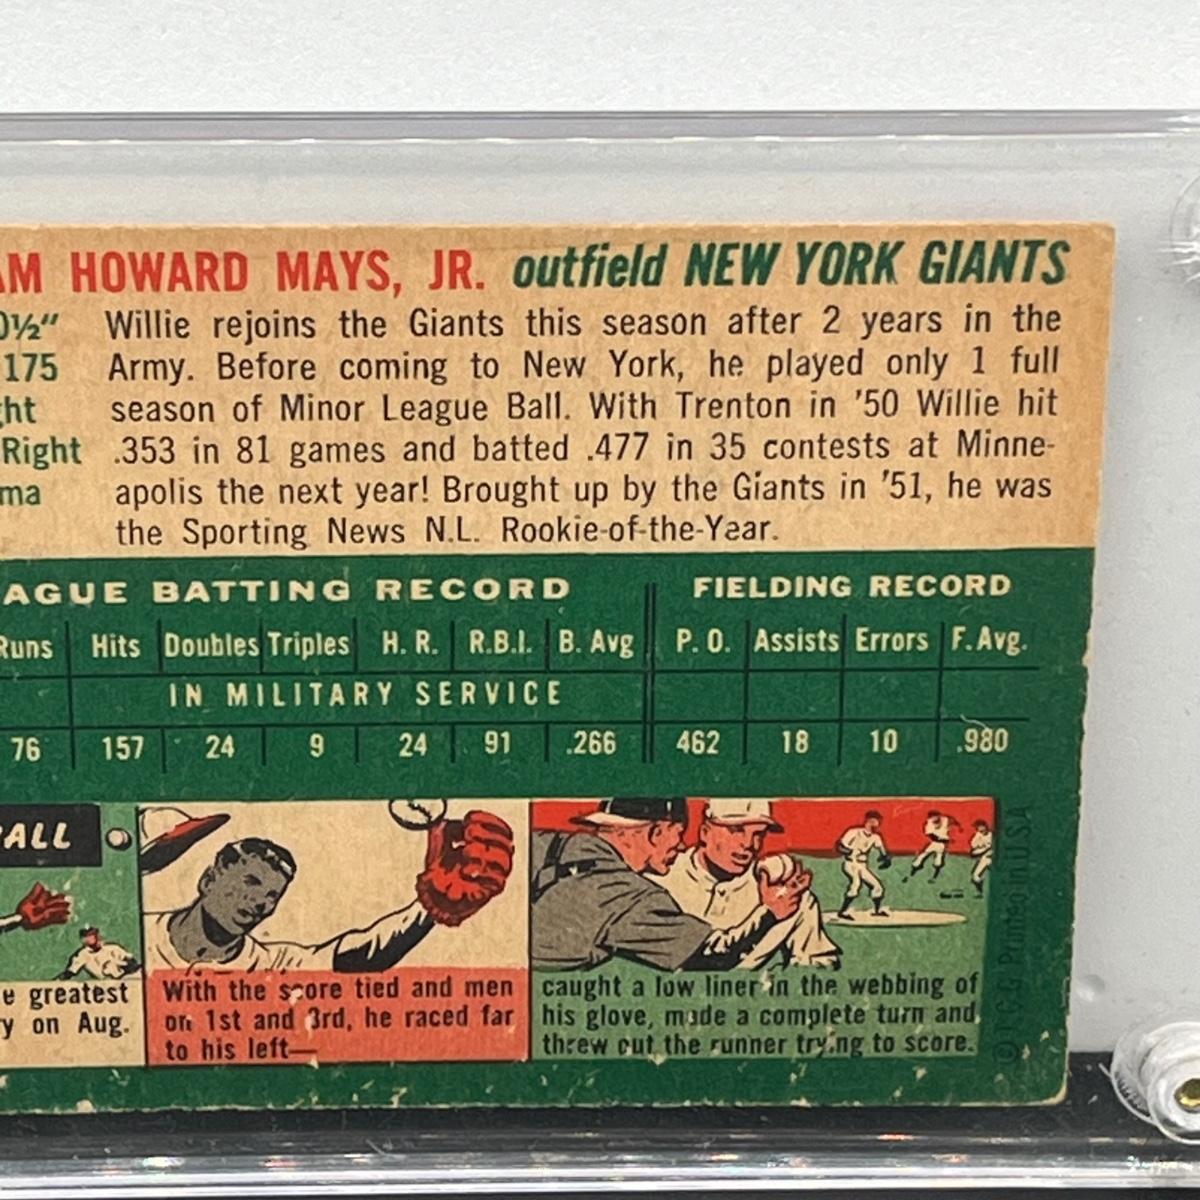 AM HOWARD MAYS, JR. outfield NEW YORK GIANTS
0½" Willie rejoins the Giants this season after 2 years in the
175 Army. Before coming to New York, he played only 1 full
ght season of Minor League Ball. With Trenton in '50 Willie hit
Right .353 in 81 games and batted .477 in 35 contests at Minne-
ma apolis the next year! Brought up by the Giants in '51, he was
the Sporting News N.L. Rookie-of-the-Year.
AGUE BATTING RECORD FIELDING RECORD
Runs Hits Doubles Triples H. R. R.B.I. B. Avg P. O. Assists Errors F. Avg.
IN MILITARY SERVICE
76 157 24 9 24 91 .266 462 18 10 .980
ALL
e greatest
y on Aug.
With the score tied and men
on 1st and 3rd, he raced far
to his left—
caught a low liner in the webbing of
his glove, made a complete turn and
threw out the runner trying to score.
© T.C.G. Printed in U.S.A.